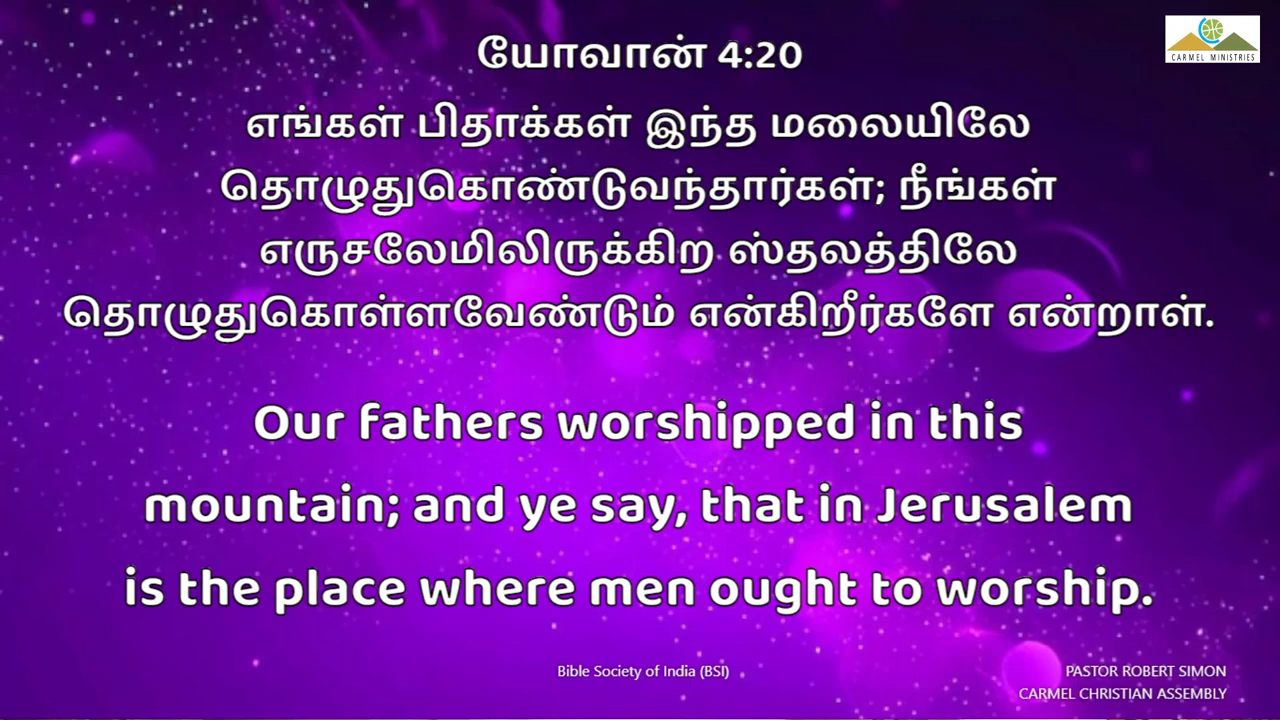 CARMEL MINISTRIES
யோவான் 4:20
எங்கள் பிதாக்கள் இந்த மலையிலே
தொழுதுகொண்டுவந்தார்கள்; நீங்கள்
எருசலேமிலிருக்கிற ஸ்தலத்திலே
தொழுதுகொள்ளவேண்டும் என்கிறீர்களே என்றாள்.
Our fathers worshipped in this
mountain; and ye say, that in Jerusalem
is the place where men ought to worship.
Bible Society of India (BSI)
PASTOR ROBERT SIMON
CARMEL CHRISTIAN ASSEMBLY